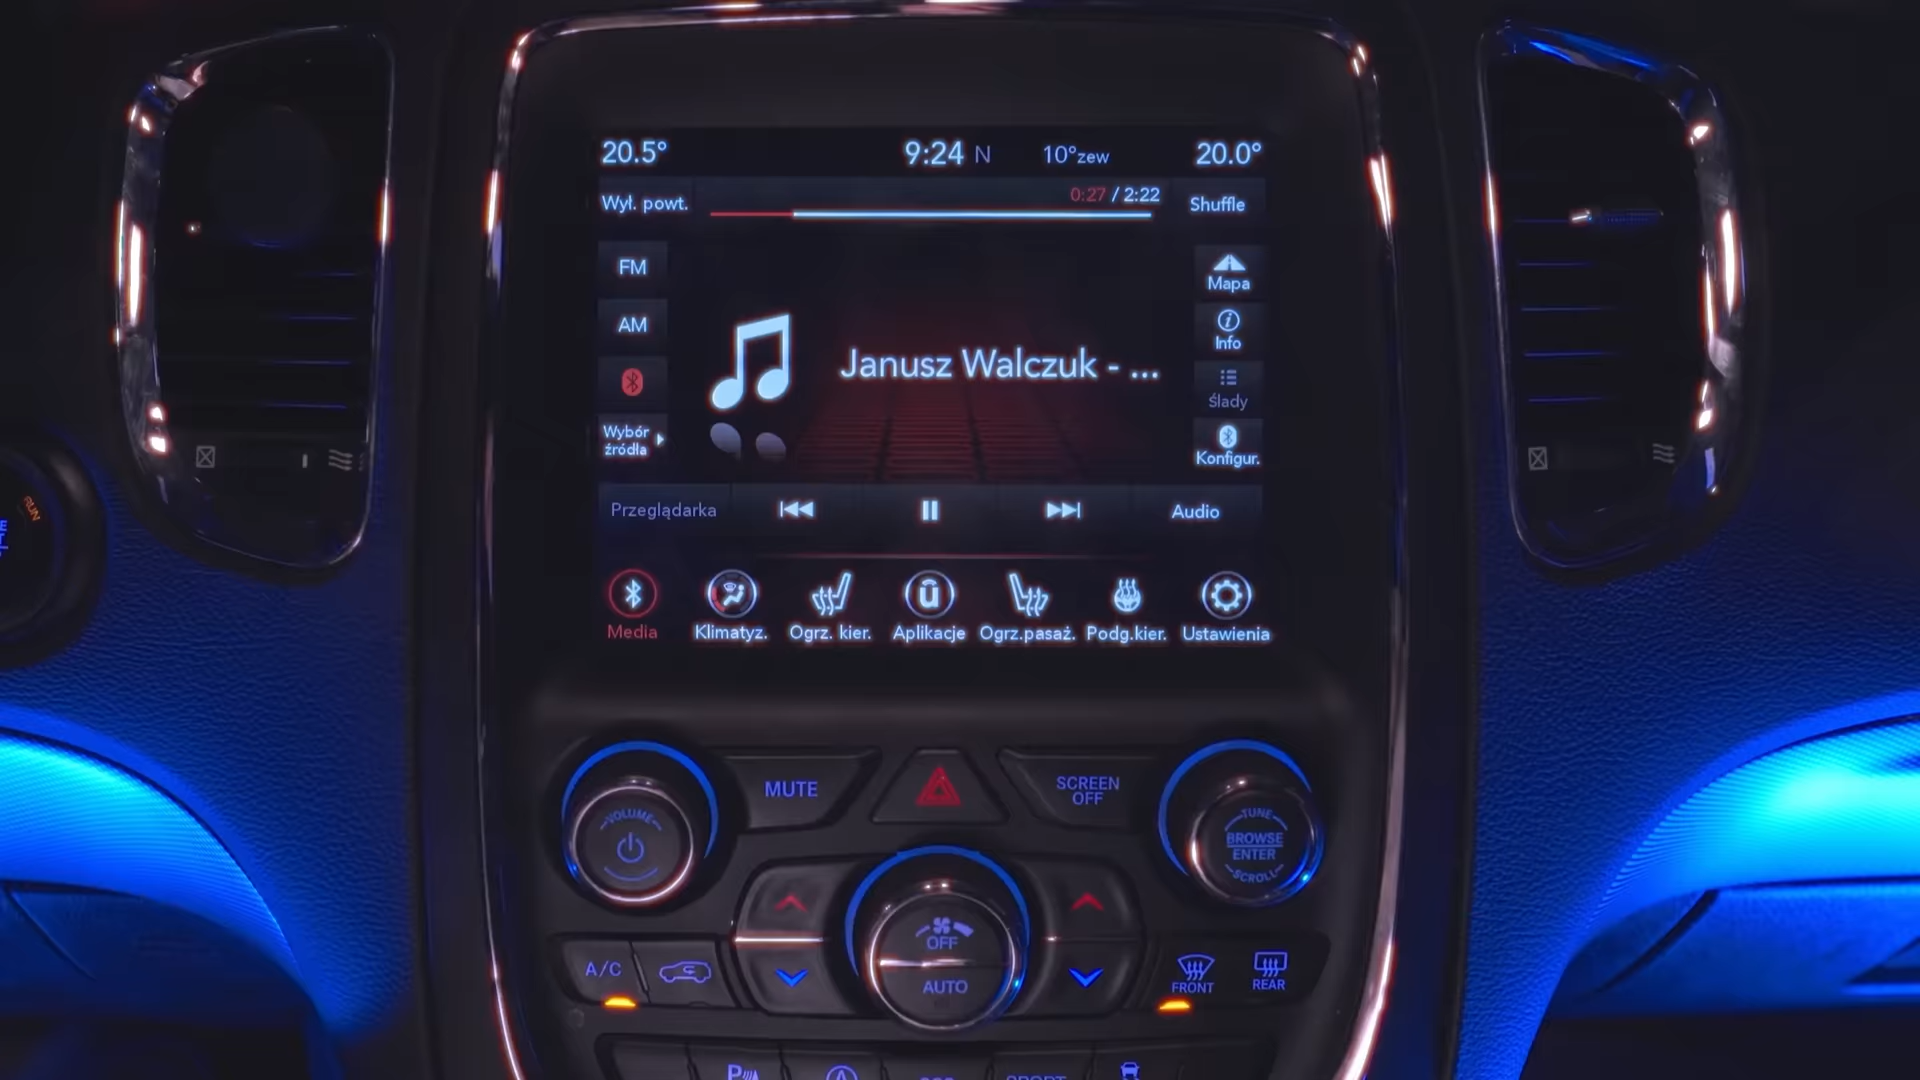 20.5°
9:24 N
10°zew
20.0°
Wył. powt.
0:27 / 2:22
Shuffle
FM
AM
Wybór
źródła
Janusz Walczuk - ...
Mapa
Info
Ślady
Konfigur.
Przeglądarka
Audio
Media
Klimatyz.
Ogrz. kier.
Aplikacje
Ogrz.pasaż.
Podg.kier.
Ustawienia
RUN
MUTE
SCREEN
OFF
VOLUME
TUNE
BROWSE
ENTER
SCROLL
OFF
AUTO
A/C
FRONT
REAR
P
SPORT